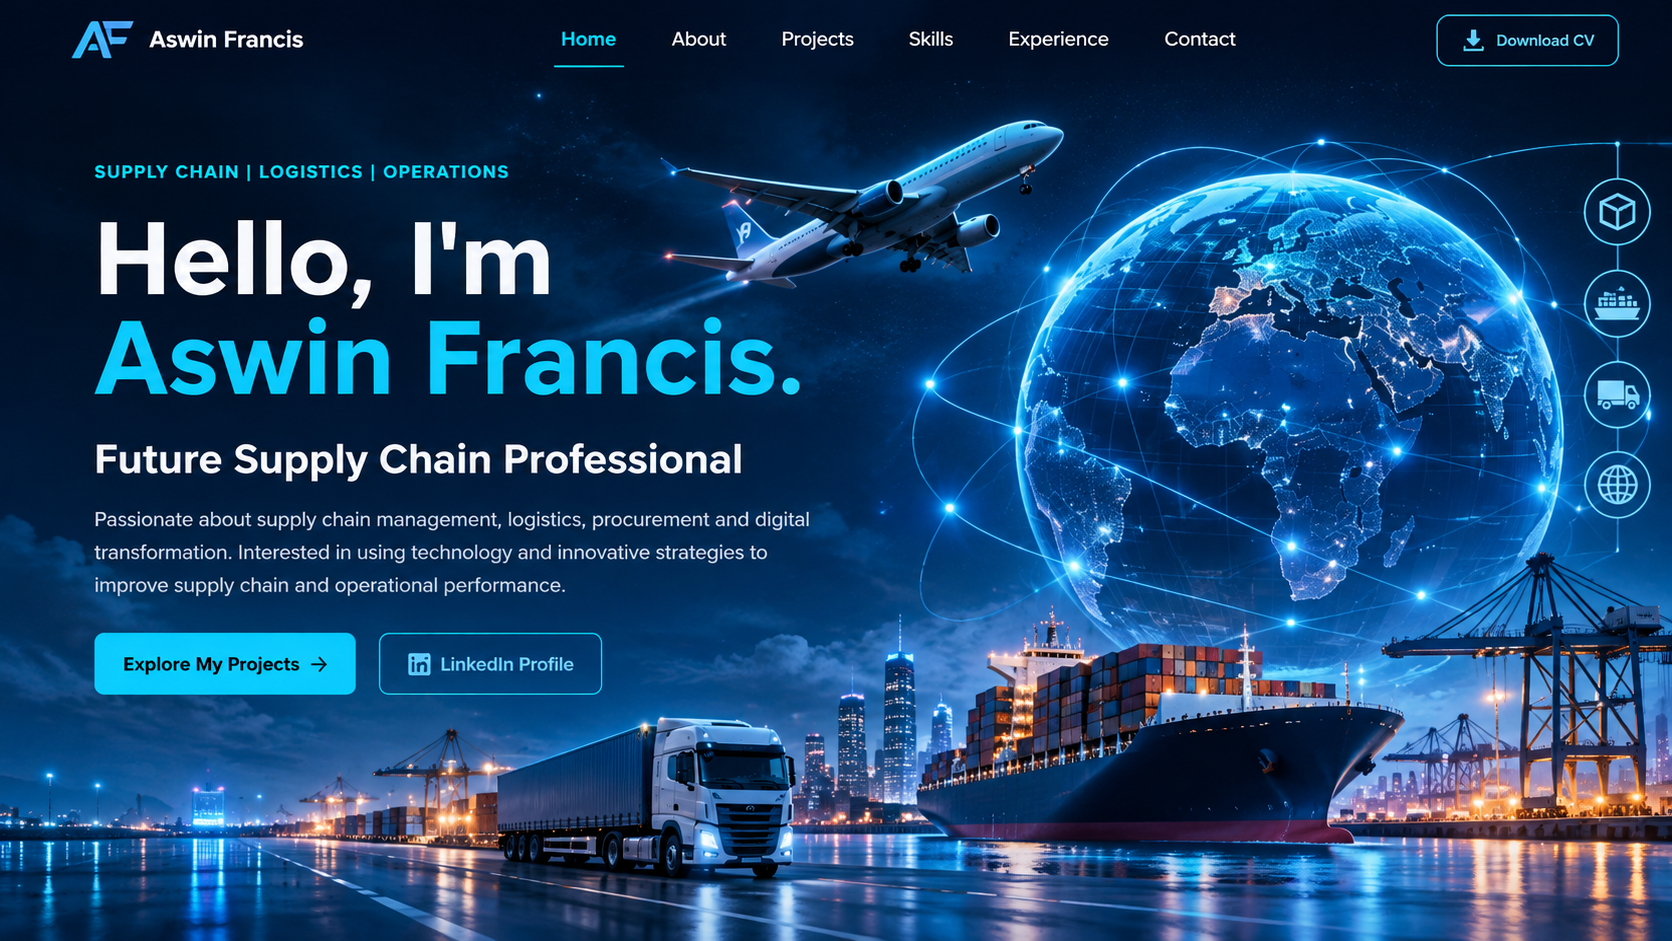 AF Aswin Francis
Home About Projects Skills Experience Contact
Download CV
SUPPLY CHAIN | LOGISTICS | OPERATIONS
Hello, I'm
Aswin Francis.
Future Supply Chain Professional
Passionate about supply chain management, logistics, procurement and digital
transformation. Interested in using technology and innovative strategies to
improve supply chain and operational performance.
Explore My Projects →
in LinkedIn Profile